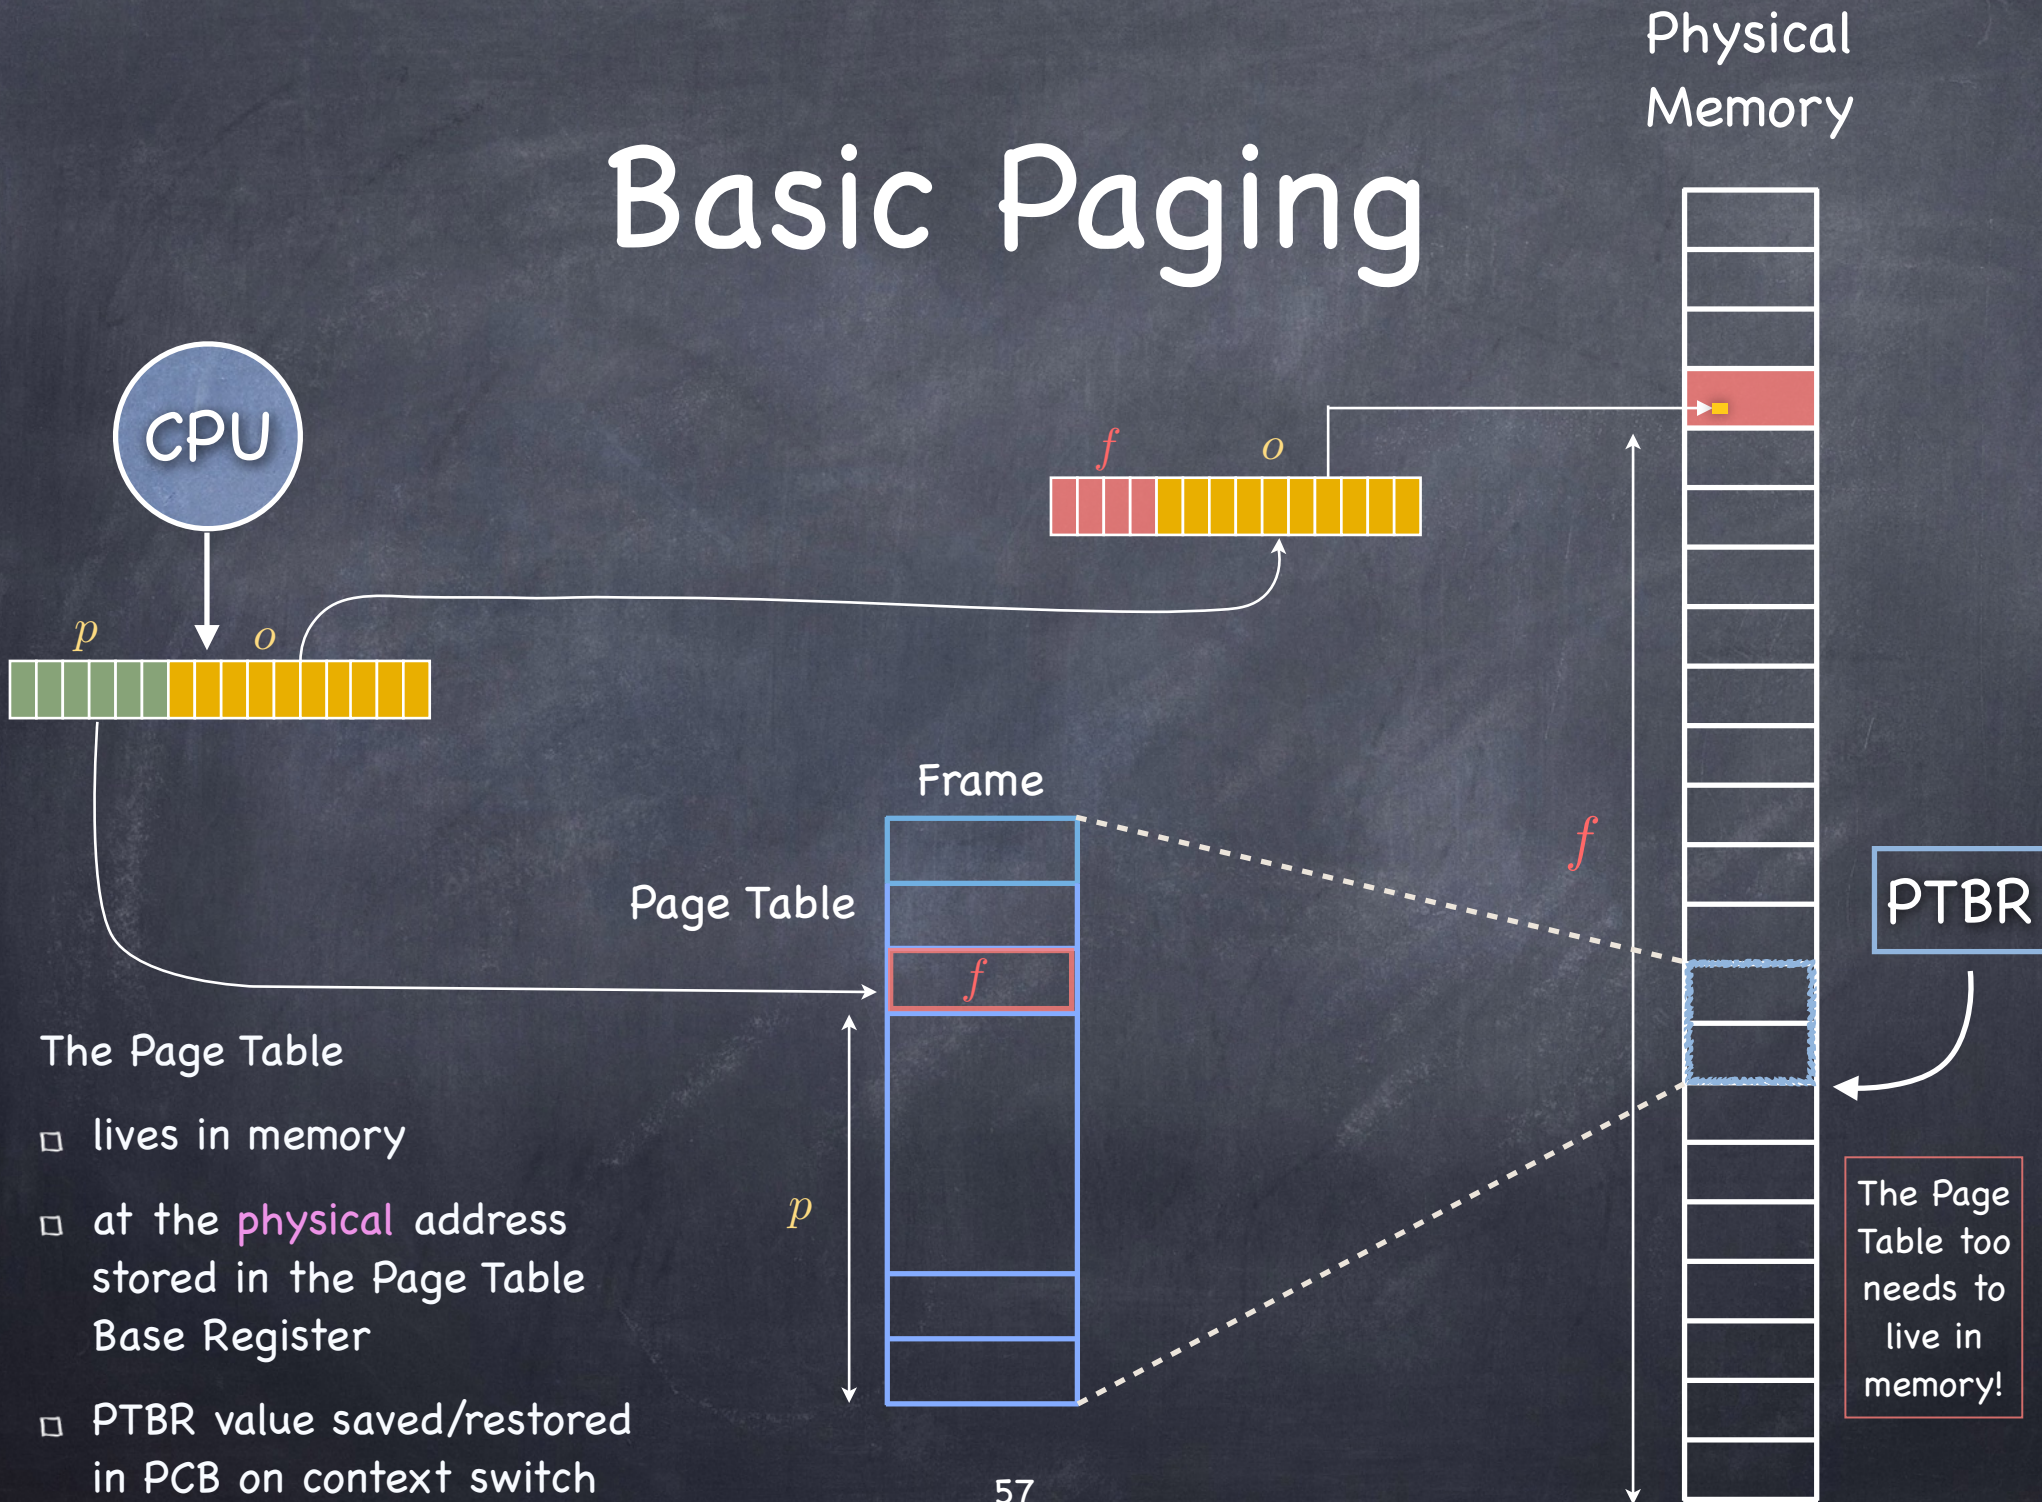 Physical
Memory
Basic Paging
CPU
f
o
p
o
Frame
f
Page Table
PTBR
f
The Page Table
lives in memory
p
at the physical address
stored in the Page Table
Base Register
PTBR value saved/restored
in PCB on context switch
The Page
Table too
needs to
live in
memory!
57